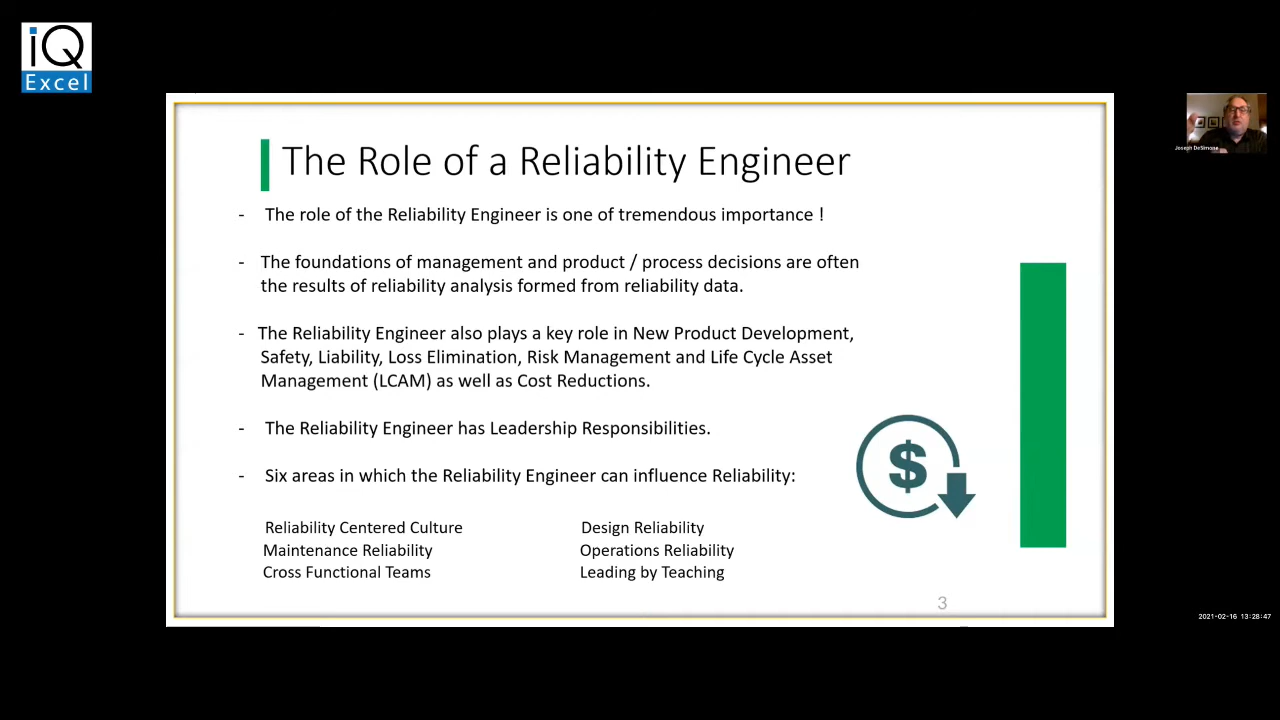 iQ
Excel
The Role of a Reliability Engineer
- The role of the Reliability Engineer is one of tremendous importance !
- The foundations of management and product / process decisions are often
the results of reliability analysis formed from reliability data.
- The Reliability Engineer also plays a key role in New Product Development,
Safety, Liability, Loss Elimination, Risk Management and Life Cycle Asset
Management (LCAM) as well as Cost Reductions.
- The Reliability Engineer has Leadership Responsibilities.
- Six areas in which the Reliability Engineer can influence Reliability:
Reliability Centered Culture Design Reliability
Maintenance Reliability Operations Reliability
Cross Functional Teams Leading by Teaching
$
3
Joseph DeSimone
2021-02-16 13:28:47